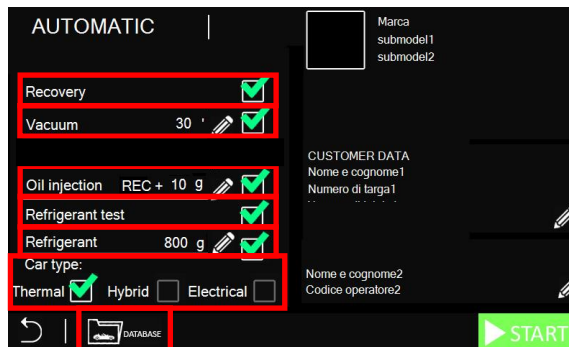 AUTOMATIC
Marca
submodel1
submodel2
Recovery
Vacuum 30 '
CUSTOMER DATA
Nome e cognome1
Numero di targa1
Oil injection REC + 10 g
Refrigerant test
Refrigerant 800 g
Car type:
Thermal Hybrid Electrical
Nome e cognome2
Codice operatore2
DATABASE
START